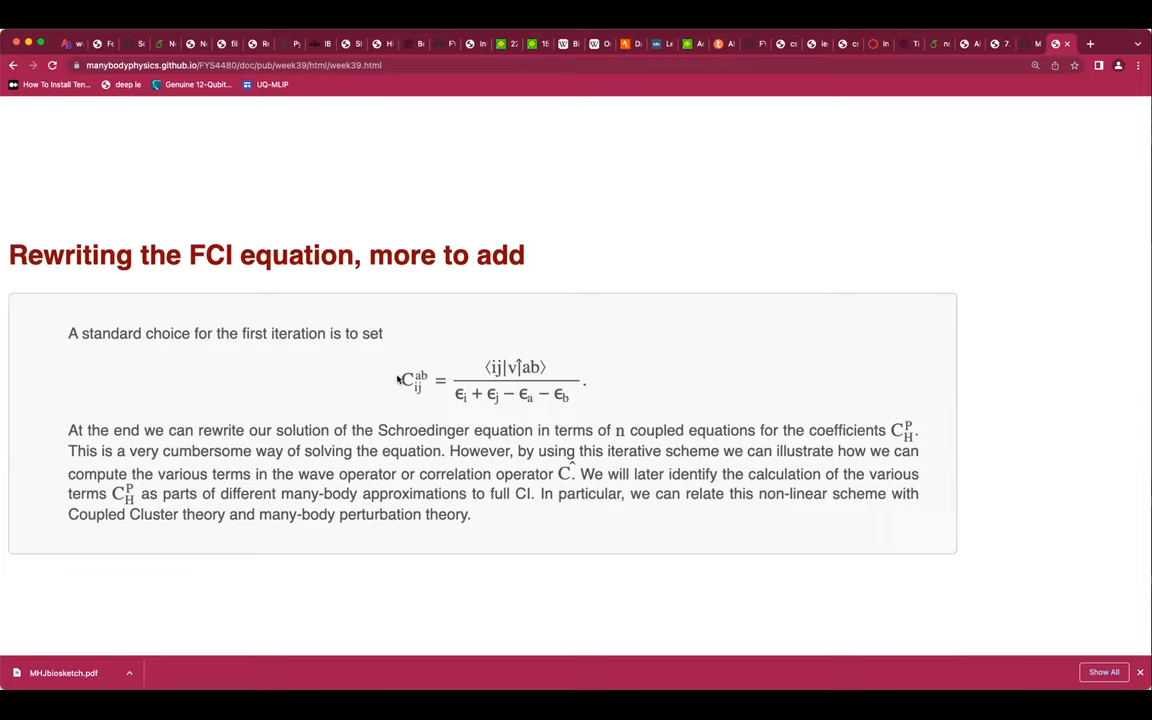 manybodyphysics.github.io/FYS4480/doc/pub/week39/html/week39.html
How To Install Ten... deep le Genuine 12-Qubit... UQ-MLIP
Rewriting the FCI equation, more to add
A standard choice for the first iteration is to set
C_{ij}^{ab} = ⟨ij|v̂|ab⟩ / (ϵ_i + ϵ_j − ϵ_a − ϵ_b) .
At the end we can rewrite our solution of the Schroedinger equation in terms of n coupled equations for the coefficients C_H^P.
This is a very cumbersome way of solving the equation. However, by using this iterative scheme we can illustrate how we can
compute the various terms in the wave operator or correlation operator Ĉ. We will later identify the calculation of the various
terms C_H^P as parts of different many-body approximations to full CI. In particular, we can relate this non-linear scheme with
Coupled Cluster theory and many-body perturbation theory.
MHJbiosketch.pdf
Show All